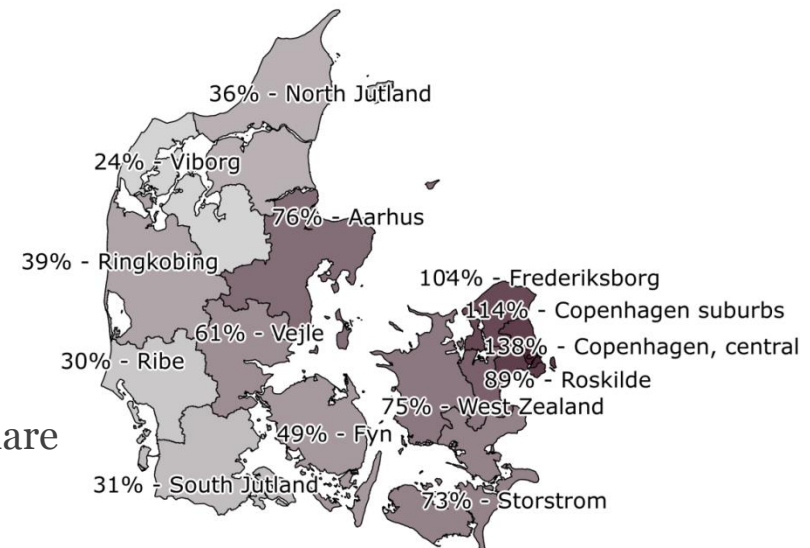 36% - North Jutland
24% - Viborg
76% - Aarhus
39% - Ringkobing
104% - Frederiksborg
114% - Copenhagen suburbs
61% - Vejle
138% - Copenhagen, central
30% - Ribe
89% - Roskilde
75% - West Zealand
49% - Fyn
31% - South Jutland
73% - Storstrom